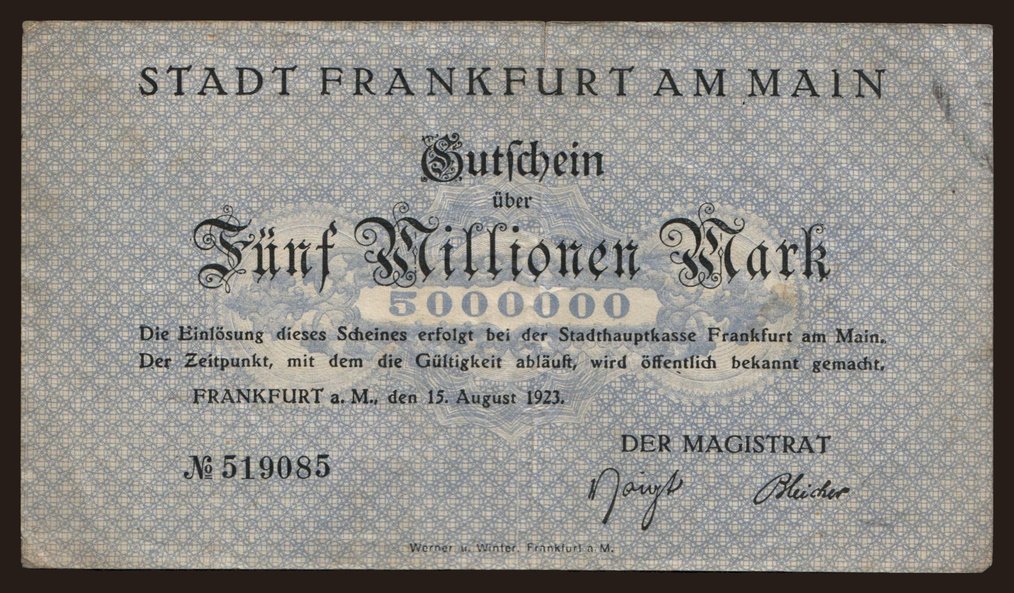 STADT FRANKFURT AM MAIN
Gutschein
über
Fünf Millionen Mark
5000000
Die Einlösung dieses Scheines erfolgt bei der Stadthauptkasse Frankfurt am Main.
Der Zeitpunkt, mit dem die Gültigkeit abläuft, wird öffentlich bekannt gemacht.
FRANKFURT a. M., den 15. August 1923.
DER MAGISTRAT
№ 519085
Voigt Bleicher
Werner u. Winter, Frankfurt a. M.